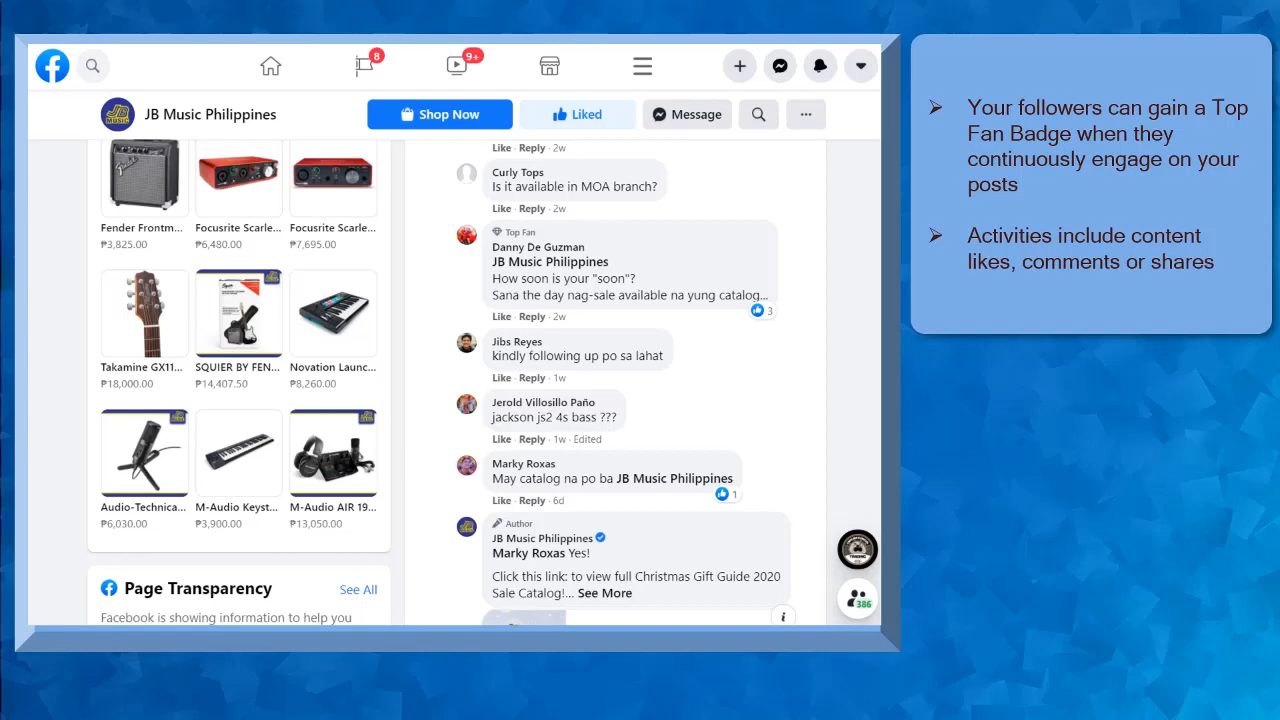 8
9+
JB Music Philippines
Shop Now
Liked
Message
Fender Frontm...
₱3,825.00
Focusrite Scarle...
₱6,480.00
Focusrite Scarle...
₱7,695.00
Takamine GX11...
₱18,000.00
SQUIER BY FEN...
₱14,407.50
Novation Launc...
₱8,260.00
Audio-Technica...
₱6,030.00
M-Audio Keyst...
₱3,900.00
M-Audio AIR 19...
₱13,050.00
Page Transparency
See All
Facebook is showing information to help you
Like · Reply · 2w
Curly Tops
Is it available in MOA branch?
Like · Reply · 2w
Top Fan
Danny De Guzman
JB Music Philippines
How soon is your "soon"?
Sana the day nag-sale available na yung catalog...
3
Like · Reply · 2w
Jibs Reyes
kindly following up po sa lahat
Like · Reply · 1w
Jerold Villosillo Paño
jackson js2 4s bass ???
Like · Reply · 1w · Edited
Marky Roxas
May catalog na po ba JB Music Philippines
1
Like · Reply · 6d
Author
JB Music Philippines
Marky Roxas Yes!
Click this link: to view full Christmas Gift Guide 2020
Sale Catalog!... See More
386
Your followers can gain a Top
Fan Badge when they
continuously engage on your
posts
Activities include content
likes, comments or shares